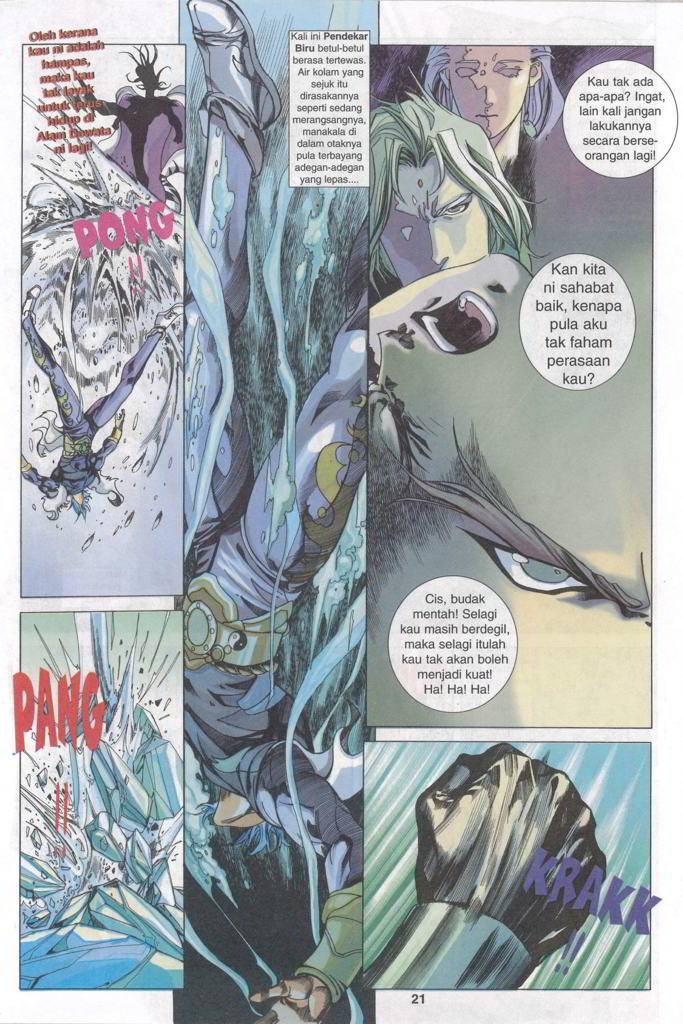 Oleh kerana
kau ni adalah
hampas,
maka kau
tak layak
untuk terus
hidup di
Alam Dewata
ni lagi!
PONG
!!
Kali ini Pendekar
Biru betul-betul
berasa tertewas.
Air kolam yang
sejuk itu
dirasakannya
seperti sedang
merangsangnya,
manakala di
dalam otaknya
pula terbayang
adegan-adegan
yang lepas....
Kau tak ada
apa-apa? Ingat,
lain kali jangan
lakukannya
secara berse-
orangan lagi!
Kan kita
ni sahabat
baik, kenapa
pula aku
tak faham
perasaan
kau?
Cis, budak
mentah! Selagi
kau masih berdegil,
maka selagi itulah
kau tak akan boleh
menjadi kuat!
Ha! Ha! Ha!
PANG
!!
KRAKK
!!
21